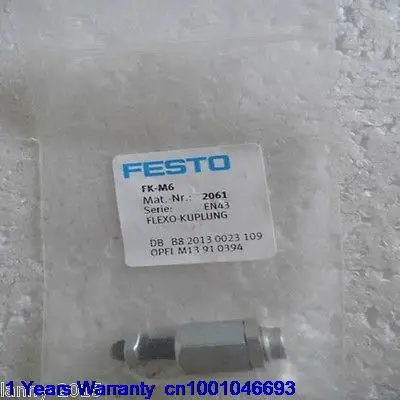 FESTO
FK-M6
Mat.-Nr.: 2061
Serie: EN43
FLEXO-KUPLUNG
DB 88 2013 0023 109
OPEL M13 91 0394
1 Years Warranty cn1001046693